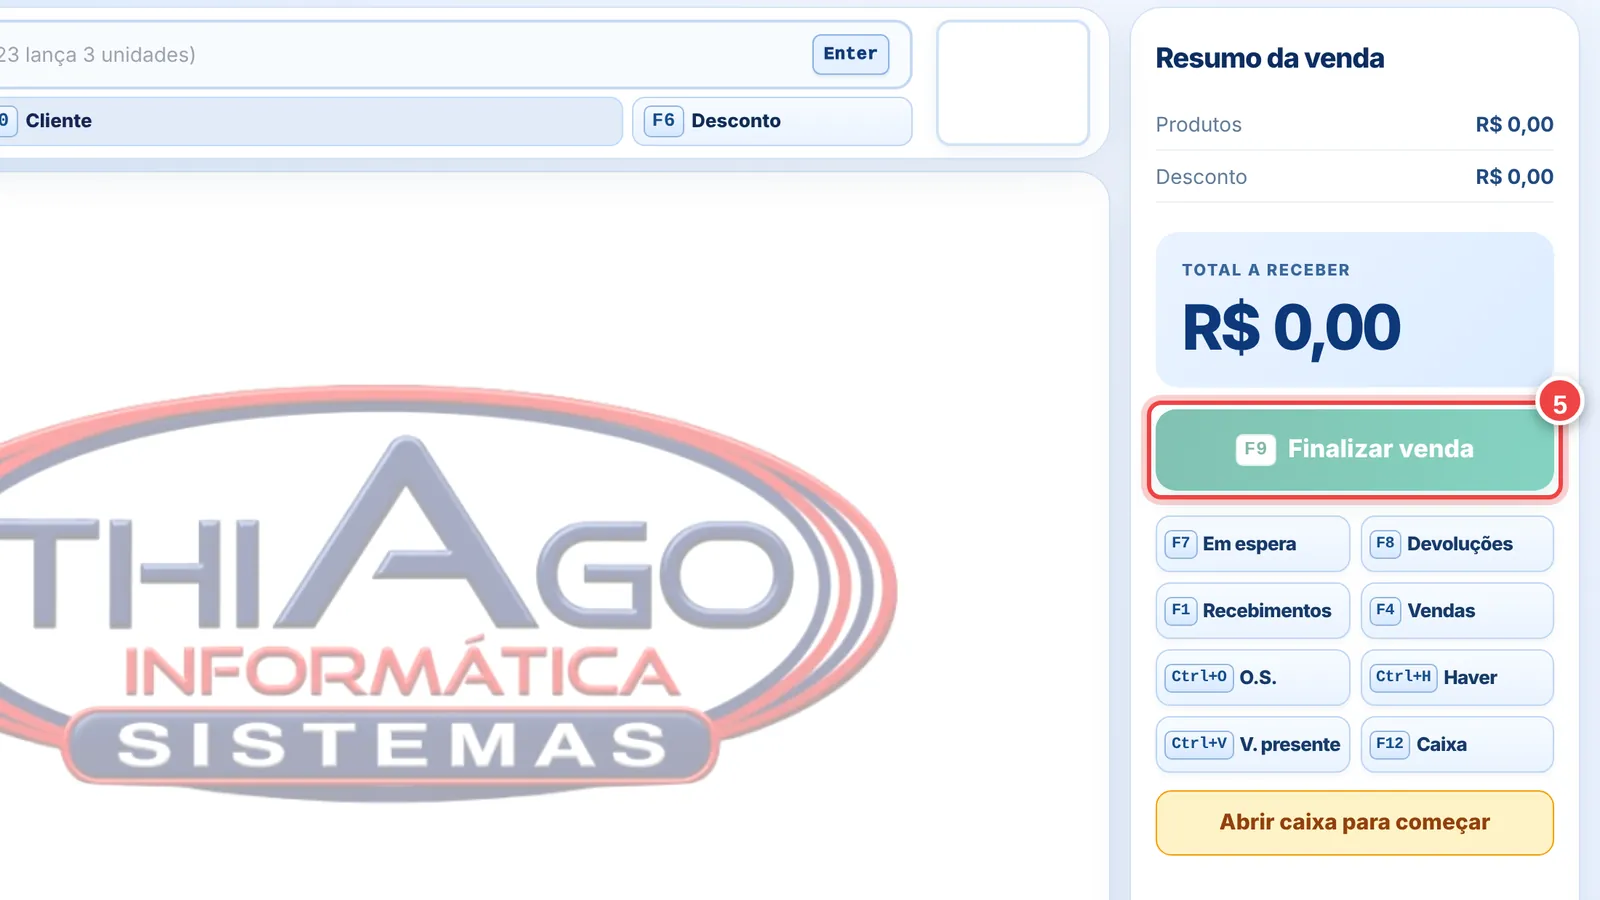 23 lança 3 unidades)
Enter
0 Cliente
F6 Desconto
Resumo da venda
Produtos R$ 0,00
Desconto R$ 0,00
TOTAL A RECEBER
R$ 0,00
5
F9 Finalizar venda
F7 Em espera
F8 Devoluções
F1 Recebimentos
F4 Vendas
Ctrl+O O.S.
Ctrl+H Haver
Ctrl+V V. presente
F12 Caixa
Abrir caixa para começar
THIAGO
INFORMÁTICA
SISTEMAS